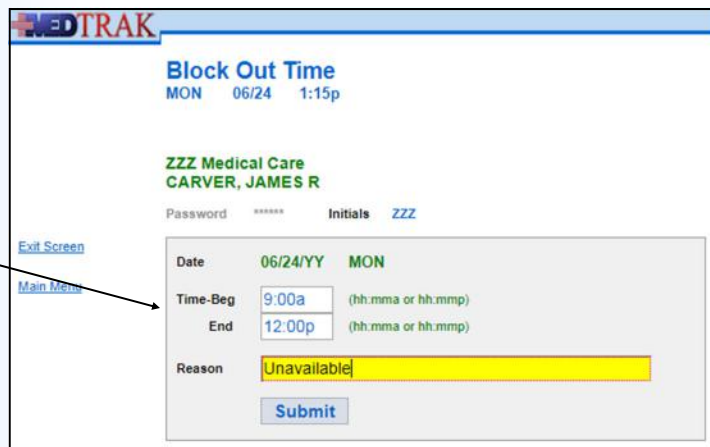 MEDTRAK
Block Out Time
MON 06/24 1:15p
ZZZ Medical Care
CARVER, JAMES R
Password ****** Initials ZZZ
Exit Screen
Main Menu
Date 06/24/YY MON
Time-Beg 9:00a (hh:mma or hh:mmp)
End 12:00p (hh:mma or hh:mmp)
Reason Unavailable
Submit